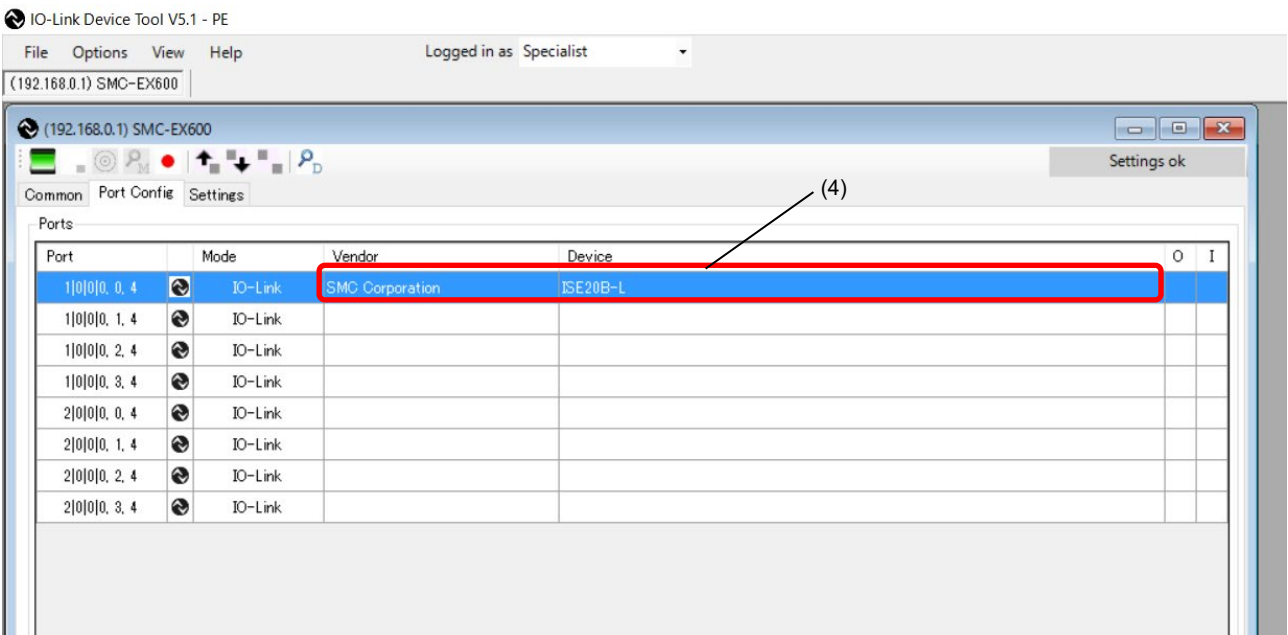 IO-Link Device Tool V5.1 - PE
File Options View Help Logged in as Specialist
(192.168.0.1) SMC-EX600
(192.168.0.1) SMC-EX600
M D Settings ok
Common Port Config Settings
(4)
Ports
Port Mode Vendor Device O I
1|0|0|0, 0, 4 IO-Link SMC Corporation ISE20B-L
1|0|0|0, 1, 4 IO-Link
1|0|0|0, 2, 4 IO-Link
1|0|0|0, 3, 4 IO-Link
2|0|0|0, 0, 4 IO-Link
2|0|0|0, 1, 4 IO-Link
2|0|0|0, 2, 4 IO-Link
2|0|0|0, 3, 4 IO-Link